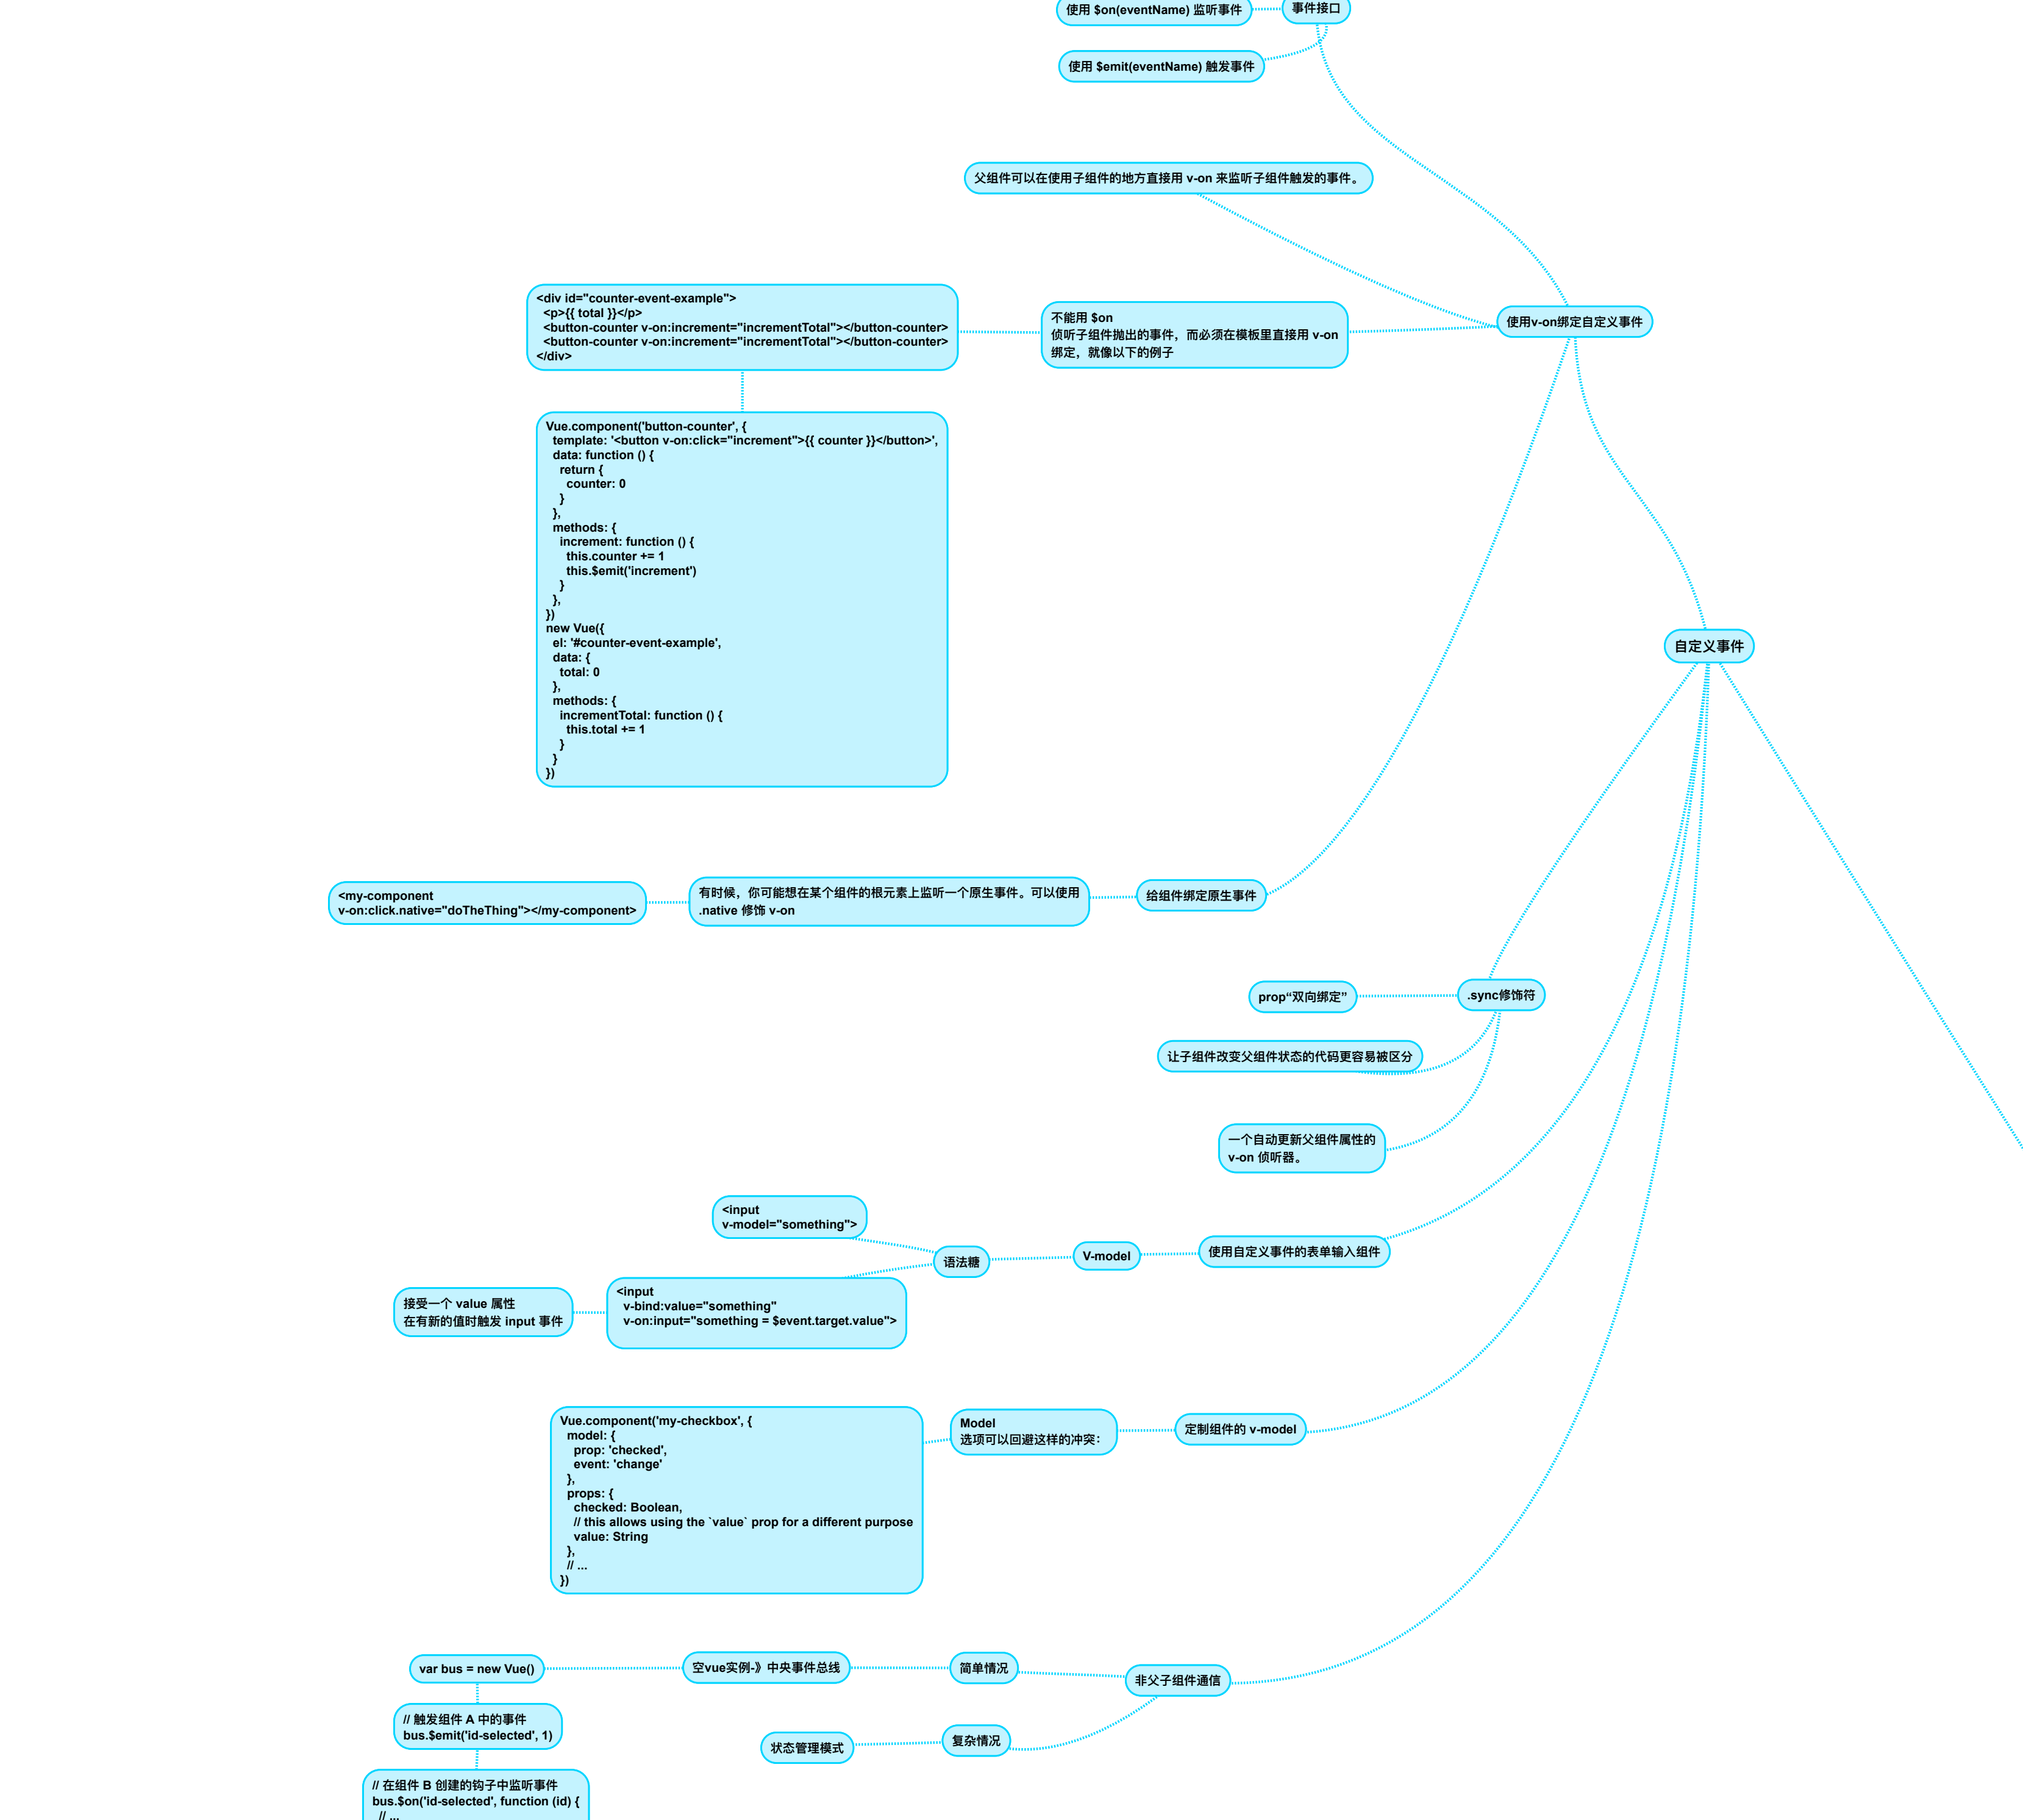 使用 $on(eventName) 监听事件
事件接口
使用 $emit(eventName) 触发事件
父组件可以在使用子组件的地方直接用 v-on 来监听子组件触发的事件。
使用v-on绑定自定义事件
不能用 $on
侦听子组件抛出的事件，而必须在模板里直接用 v-on
绑定，就像以下的例子
<div id="counter-event-example">
  <p>{{ total }}</p>
  <button-counter v-on:increment="incrementTotal"></button-counter>
  <button-counter v-on:increment="incrementTotal"></button-counter>
</div>
Vue.component('button-counter', {
  template: '<button v-on:click="increment">{{ counter }}</button>',
  data: function () {
    return {
      counter: 0
    }
  },
  methods: {
    increment: function () {
      this.counter += 1
      this.$emit('increment')
    }
  },
})
new Vue({
  el: '#counter-event-example',
  data: {
    total: 0
  },
  methods: {
    incrementTotal: function () {
      this.total += 1
    }
  }
})
自定义事件
<my-component
v-on:click.native="doTheThing"></my-component>
有时候，你可能想在某个组件的根元素上监听一个原生事件。可以使用
.native 修饰 v-on
给组件绑定原生事件
prop“双向绑定”
.sync修饰符
让子组件改变父组件状态的代码更容易被区分
一个自动更新父组件属性的
v-on 侦听器。
<input
v-model="something">
语法糖
V-model
使用自定义事件的表单输入组件
<input
  v-bind:value="something"
  v-on:input="something = $event.target.value">
接受一个 value 属性
在有新的值时触发 input 事件
Vue.component('my-checkbox', {
  model: {
    prop: 'checked',
    event: 'change'
  },
  props: {
    checked: Boolean,
    // this allows using the `value` prop for a different purpose
    value: String
  },
  // ...
})
Model
选项可以回避这样的冲突：
定制组件的 v-model
var bus = new Vue()
空vue实例-》中央事件总线
简单情况
非父子组件通信
// 触发组件 A 中的事件
bus.$emit('id-selected', 1)
状态管理模式
复杂情况
// 在组件 B 创建的钩子中监听事件
bus.$on('id-selected', function (id) {
  // ...